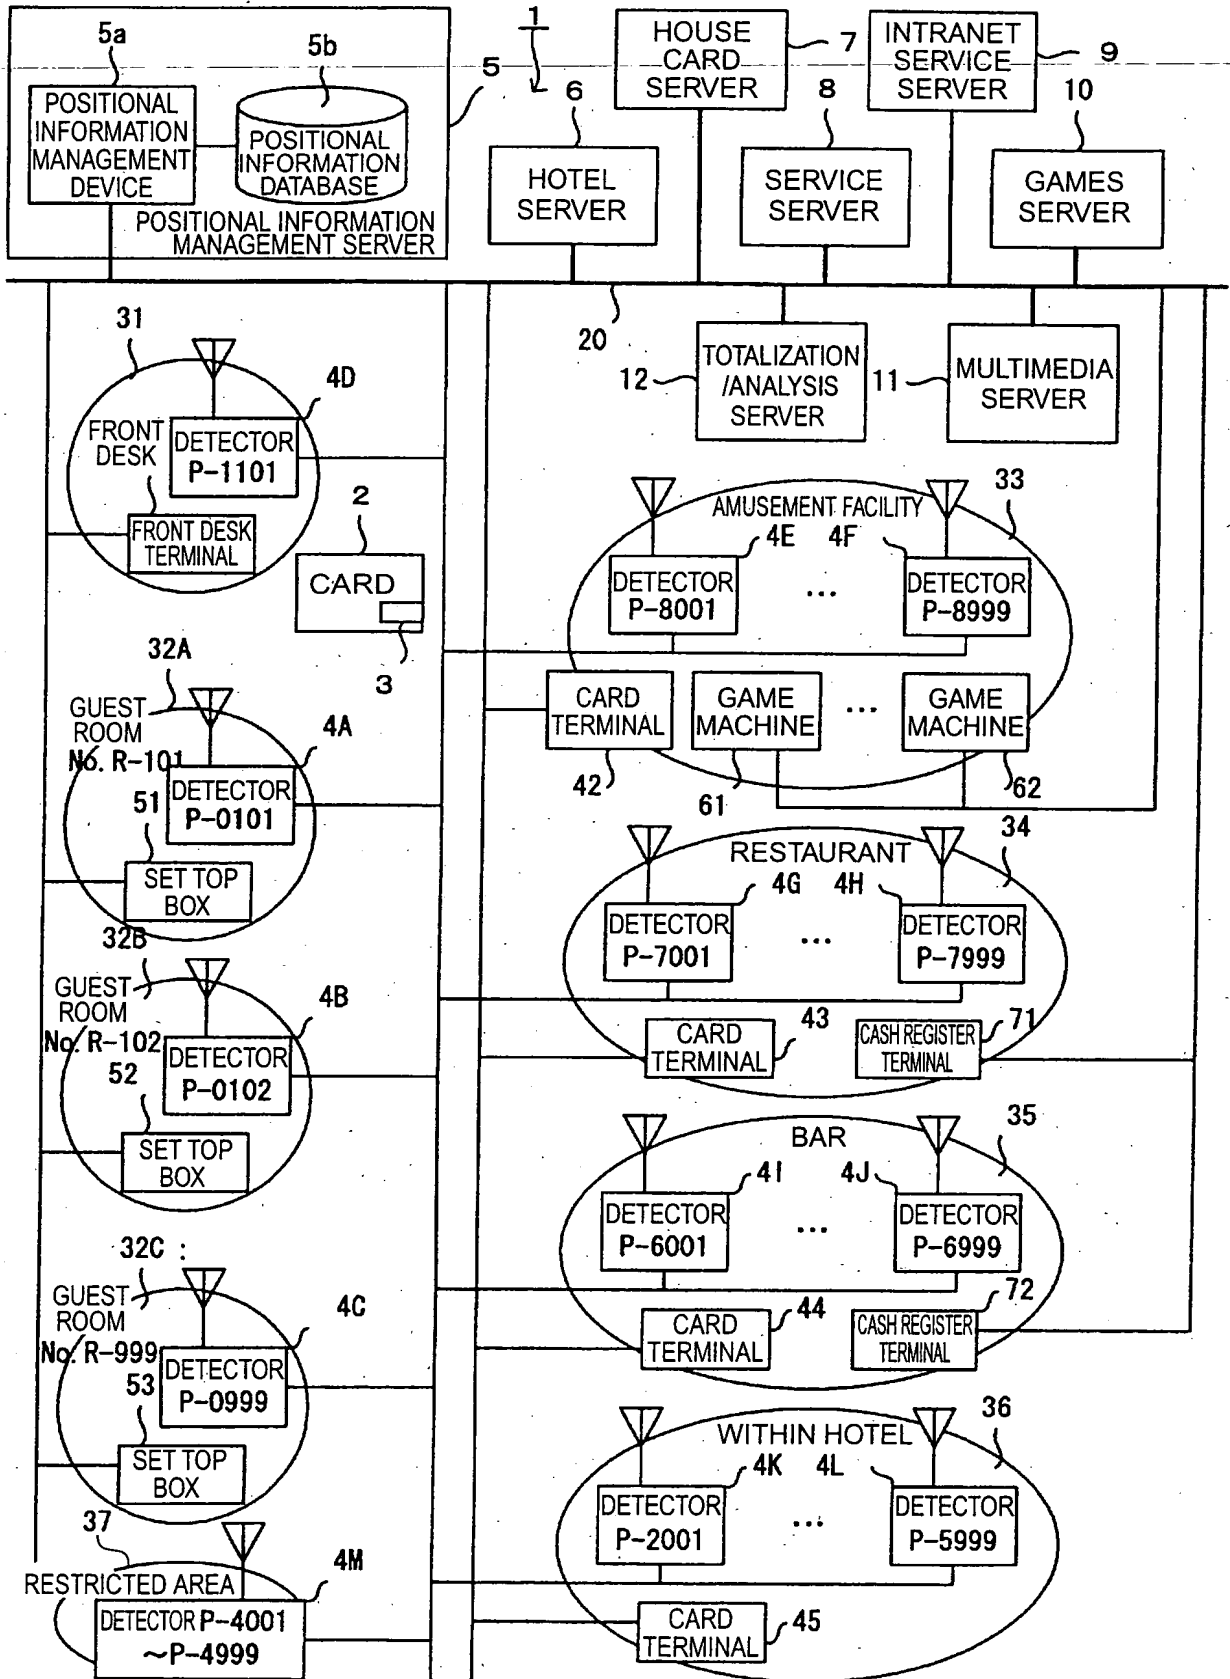 1
5a
5b
5
POSITIONAL
INFORMATION
MANAGEMENT
DEVICE
POSITIONAL
INFORMATION
DATABASE
POSITIONAL INFORMATION
MANAGEMENT SERVER
HOUSE
CARD
SERVER
7
INTRANET
SERVICE
SERVER
9
6
HOTEL
SERVER
8
SERVICE
SERVER
10
GAMES
SERVER
20
12
TOTALIZATION
/ANALYSIS
SERVER
11
MULTIMEDIA
SERVER
31
4D
FRONT
DESK
DETECTOR
P-1101
FRONT DESK
TERMINAL
2
CARD
3
32A
GUEST
ROOM
No. R-101
4A
DETECTOR
P-0101
51
SET TOP
BOX
32B
GUEST
ROOM
No. R-102
4B
DETECTOR
P-0102
52
SET TOP
BOX
32C :
GUEST
ROOM
No. R-999
4C
DETECTOR
P-0999
53
SET TOP
BOX
37
RESTRICTED AREA
4M
DETECTOR P-4001
~P-4999
33
AMUSEMENT FACILITY
4E
4F
DETECTOR
P-8001
...
DETECTOR
P-8999
CARD
TERMINAL
42
GAME
MACHINE
61
...
GAME
MACHINE
62
34
RESTAURANT
4G
4H
DETECTOR
P-7001
...
DETECTOR
P-7999
43
CARD
TERMINAL
71
CASH REGISTER
TERMINAL
35
BAR
4I
4J
DETECTOR
P-6001
...
DETECTOR
P-6999
44
CARD
TERMINAL
72
CASH REGISTER
TERMINAL
36
WITHIN HOTEL
4K
4L
DETECTOR
P-2001
...
DETECTOR
P-5999
CARD
TERMINAL
45